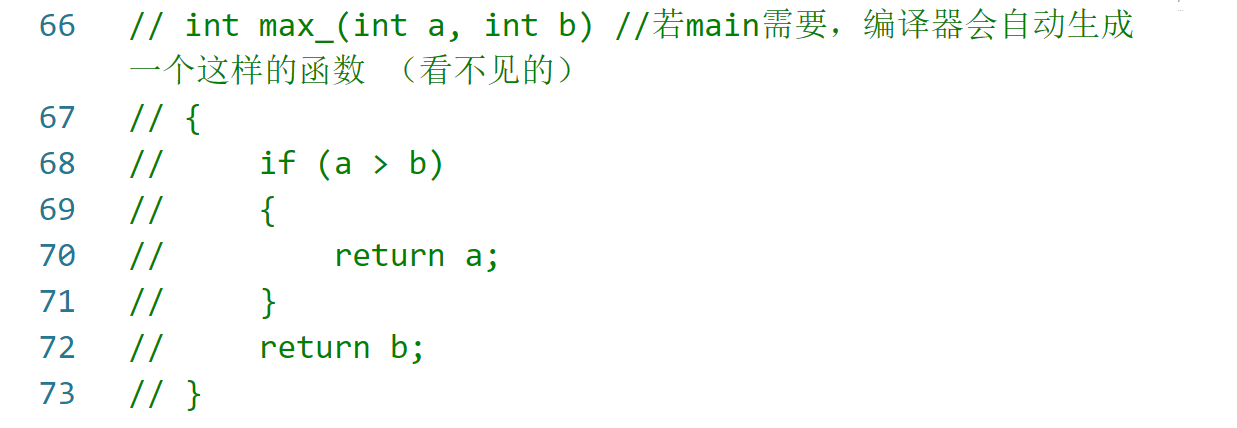 66 // int max_(int a, int b) //若main需要，编译器会自动生成
一个这样的函数 （看不见的）
67 // {
68 //     if (a > b)
69 //     {
70 //         return a;
71 //     }
72 //     return b;
73 // }